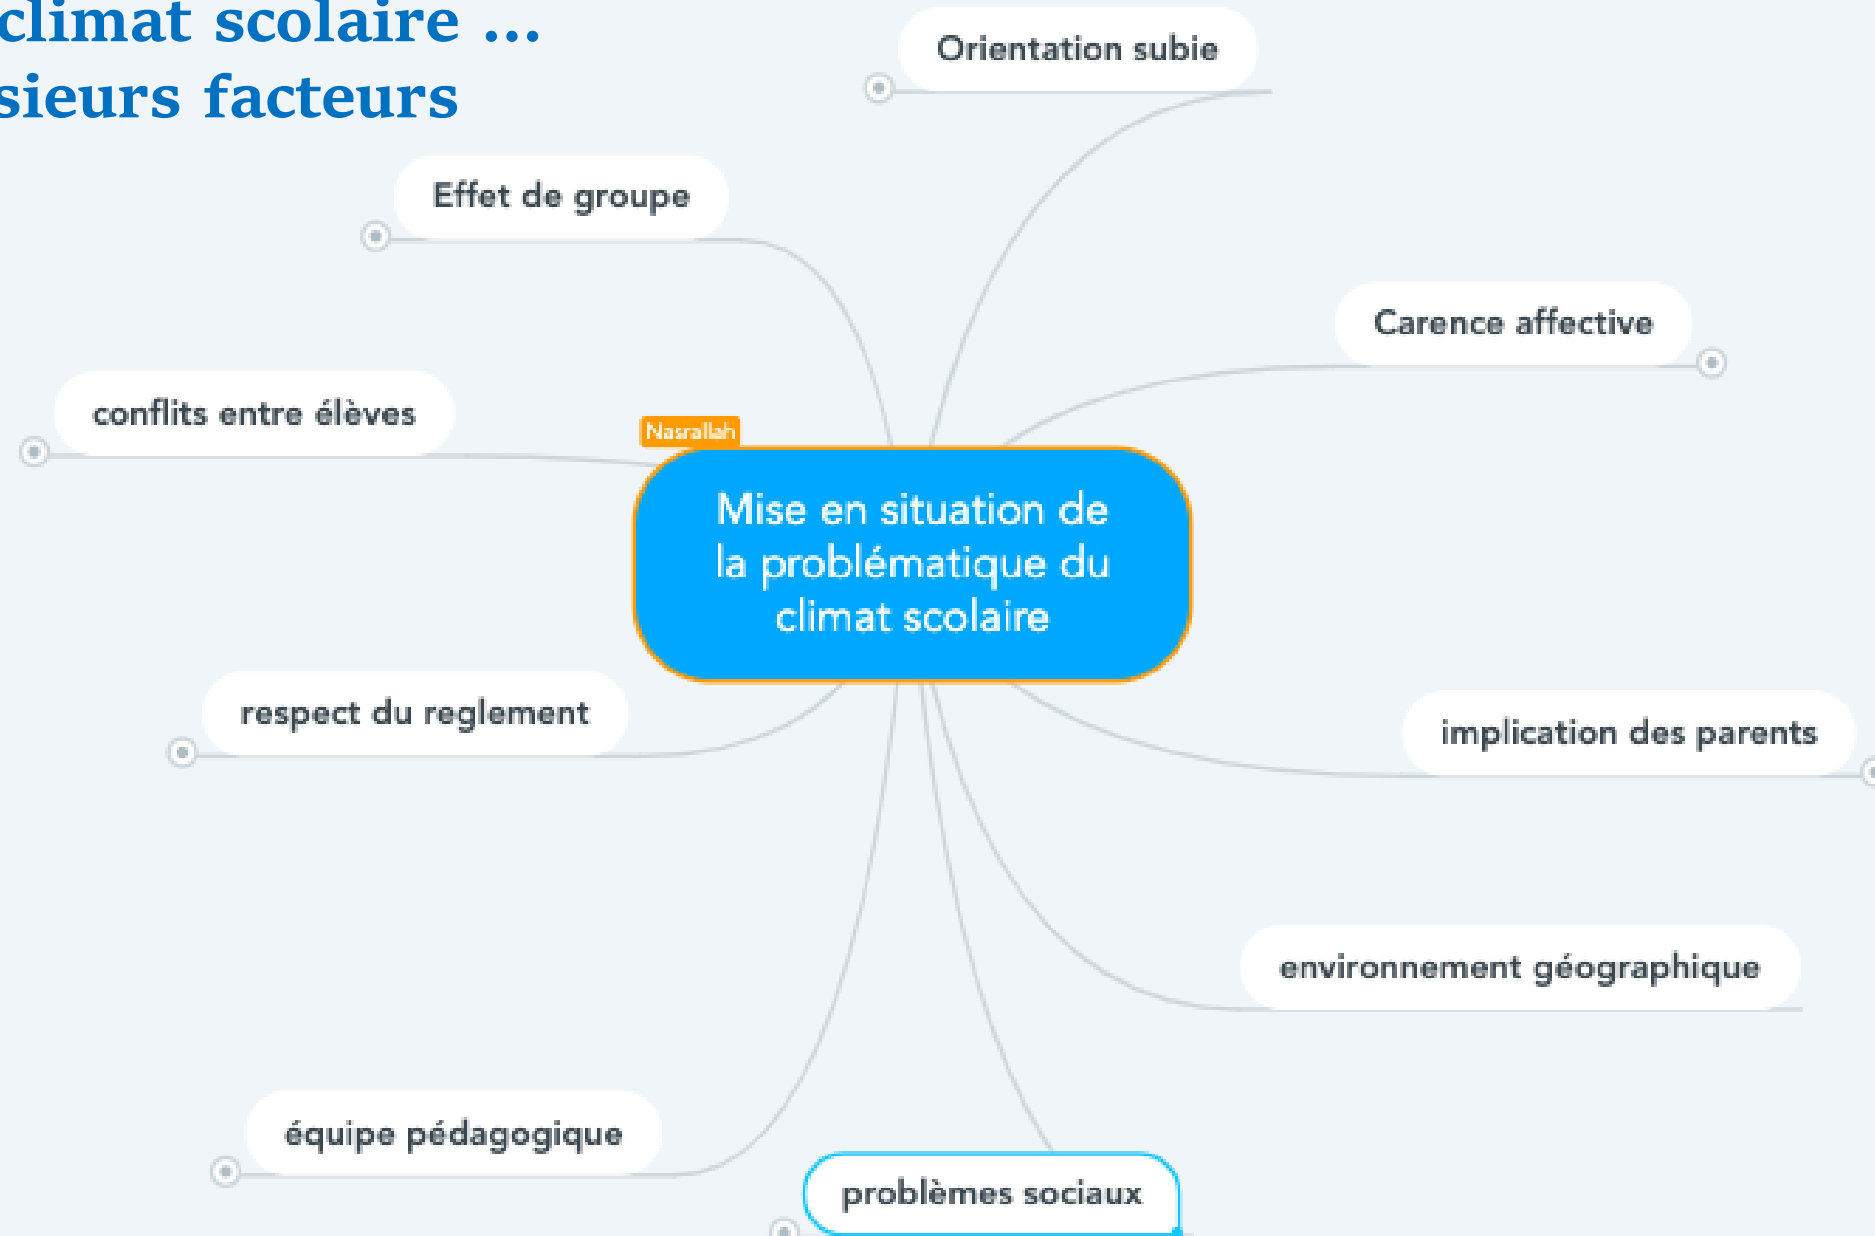 climat scolaire ...
sieurs facteurs
Orientation subie
Effet de groupe
Carence affective
conflits entre élèves
Nasrallah
Mise en situation de
la problématique du
climat scolaire
respect du reglement
implication des parents
environnement géographique
équipe pédagogique
problèmes sociaux